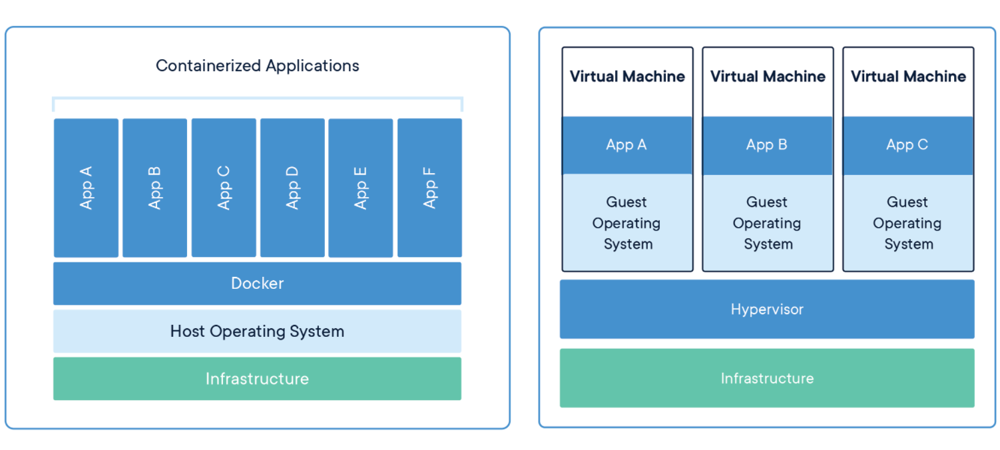 Containerized Applications
App A
App B
App C
App D
App E
App F
Docker
Host Operating System
Infrastructure
Virtual Machine
App A
Guest
Operating
System
Virtual Machine
App B
Guest
Operating
System
Virtual Machine
App C
Guest
Operating
System
Hypervisor
Infrastructure